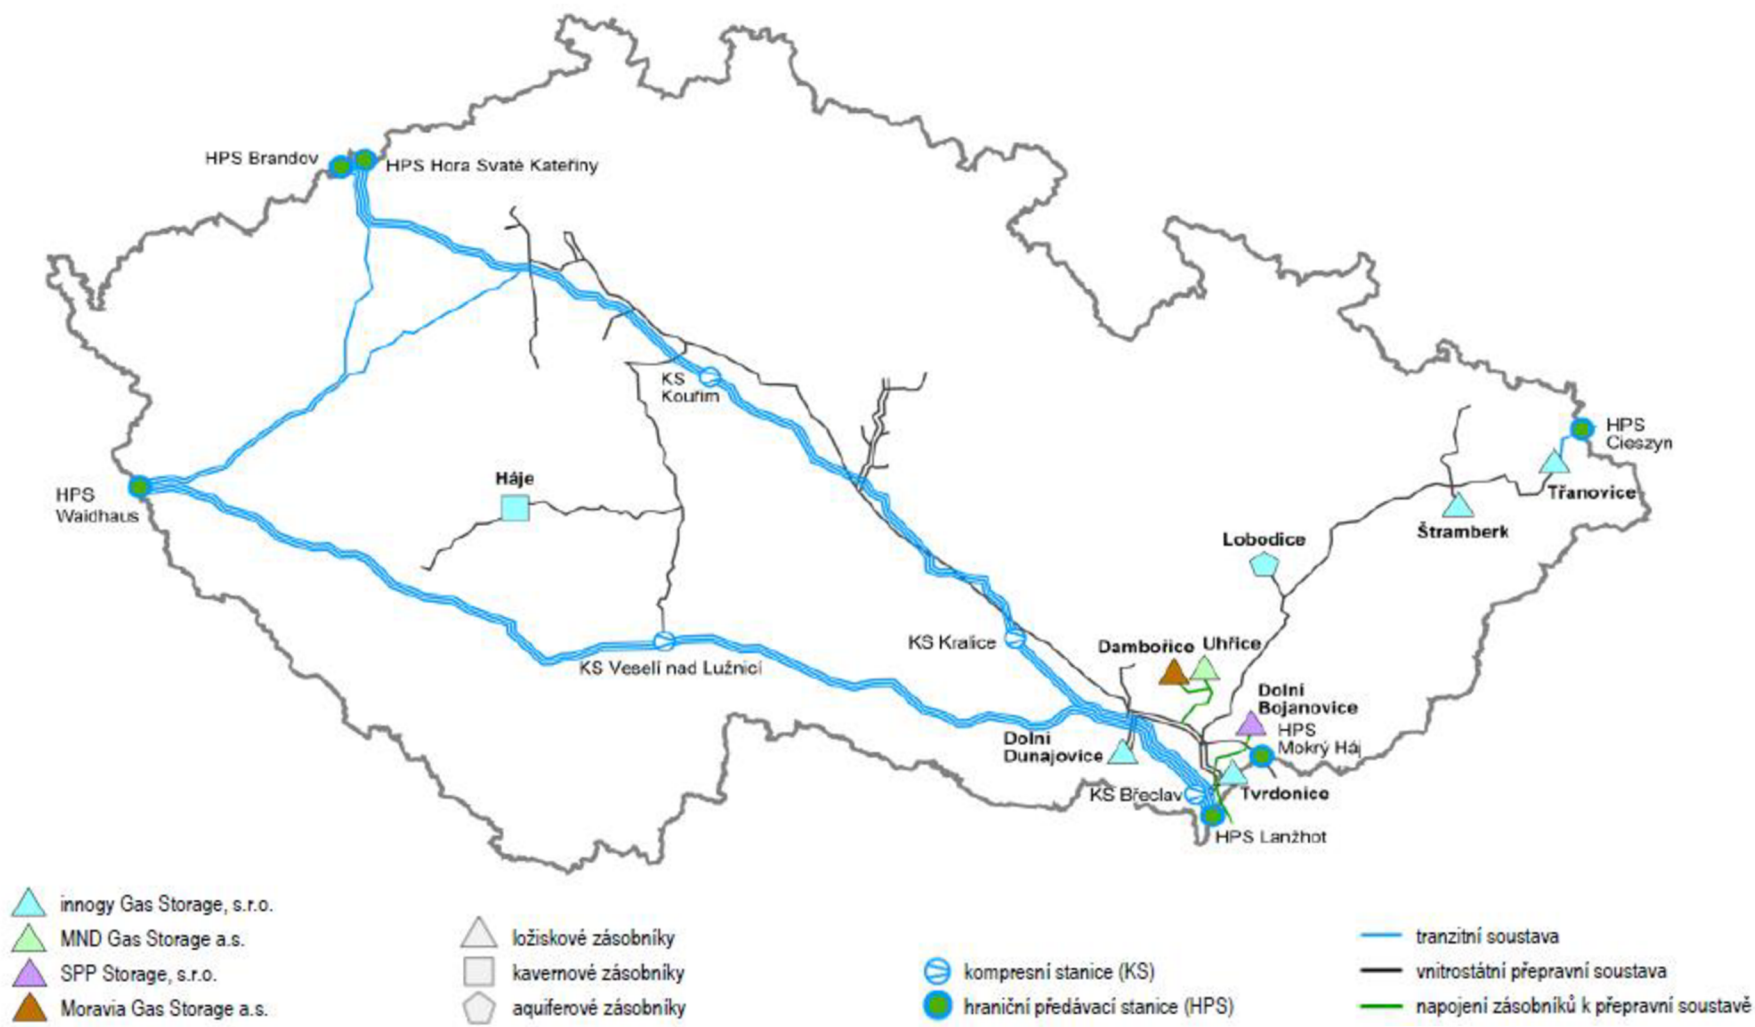 HPS Brandov
HPS Hora Svaté Kateřiny
KS
Kouřim
HPS
Cieszyn
Háje
HPS
Waidhaus
Třanovice
Štramberk
Lobodice
KS Kralice
Dambořice
Uhřice
KS Veselí nad Lužnicí
Dolní
Bojanovice
Dolní
Dunajovice
HPS
Mokrý Háj
KS Břeclav
Tvrdonice
HPS Lanžhot
innogy Gas Storage, s.r.o.
MND Gas Storage a.s.
SPP Storage, s.r.o.
Moravia Gas Storage a.s.
ložiskové zásobníky
kavernové zásobníky
aquiferové zásobníky
kompresní stanice (KS)
hraniční předávací stanice (HPS)
tranzitní soustava
vnitrostátní přepravní soustava
napojení zásobníků k přepravní soustavě